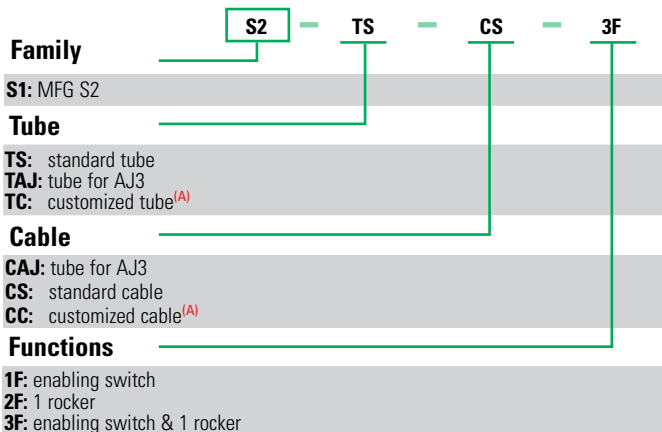 S2 – TS – CS – 3F
Family
S1: MFG S2
Tube
TS: standard tube
TAJ: tube for AJ3
TC: customized tube(A)
Cable
CAJ: tube for AJ3
CS: standard cable
CC: customized cable(A)
Functions
1F: enabling switch
2F: 1 rocker
3F: enabling switch & 1 rocker